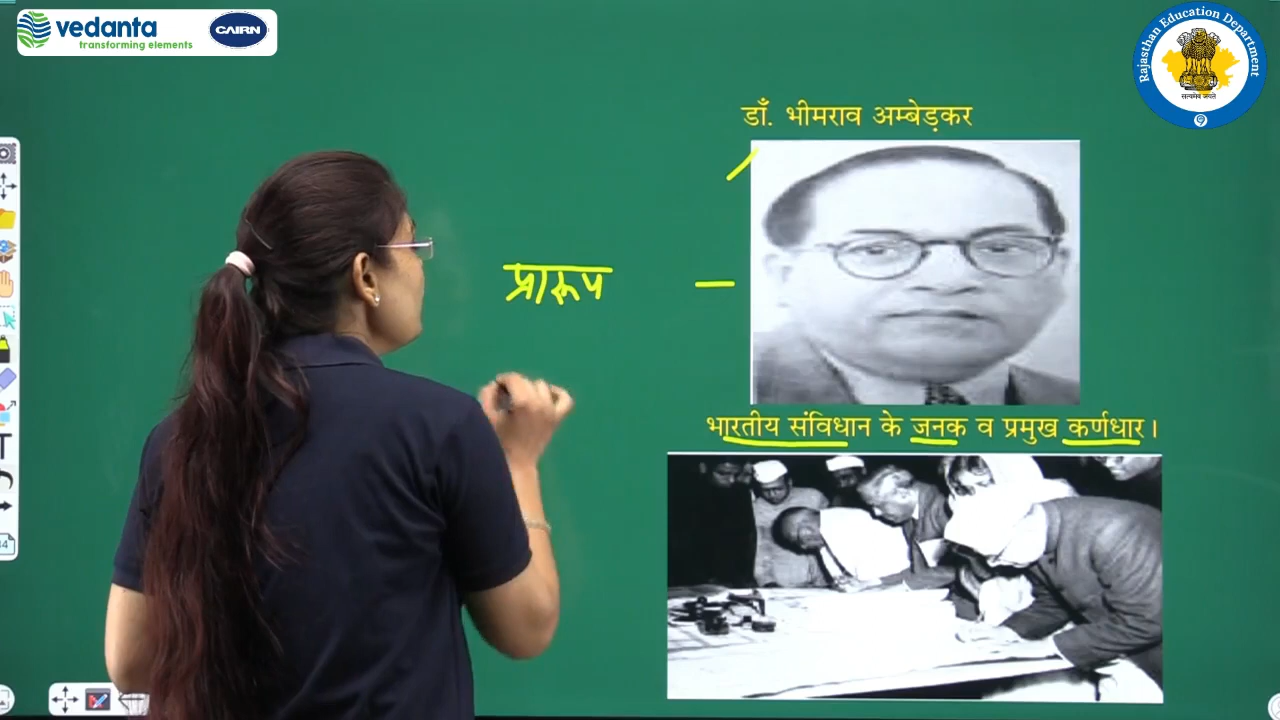 vedanta
transforming elements
CAIRN
Rajasthan Education Department
सत्यमेव जयते
डाँ. भीमराव अम्बेड़कर
प्रारूप —
भारतीय संविधान के जनक व प्रमुख कर्णधार।